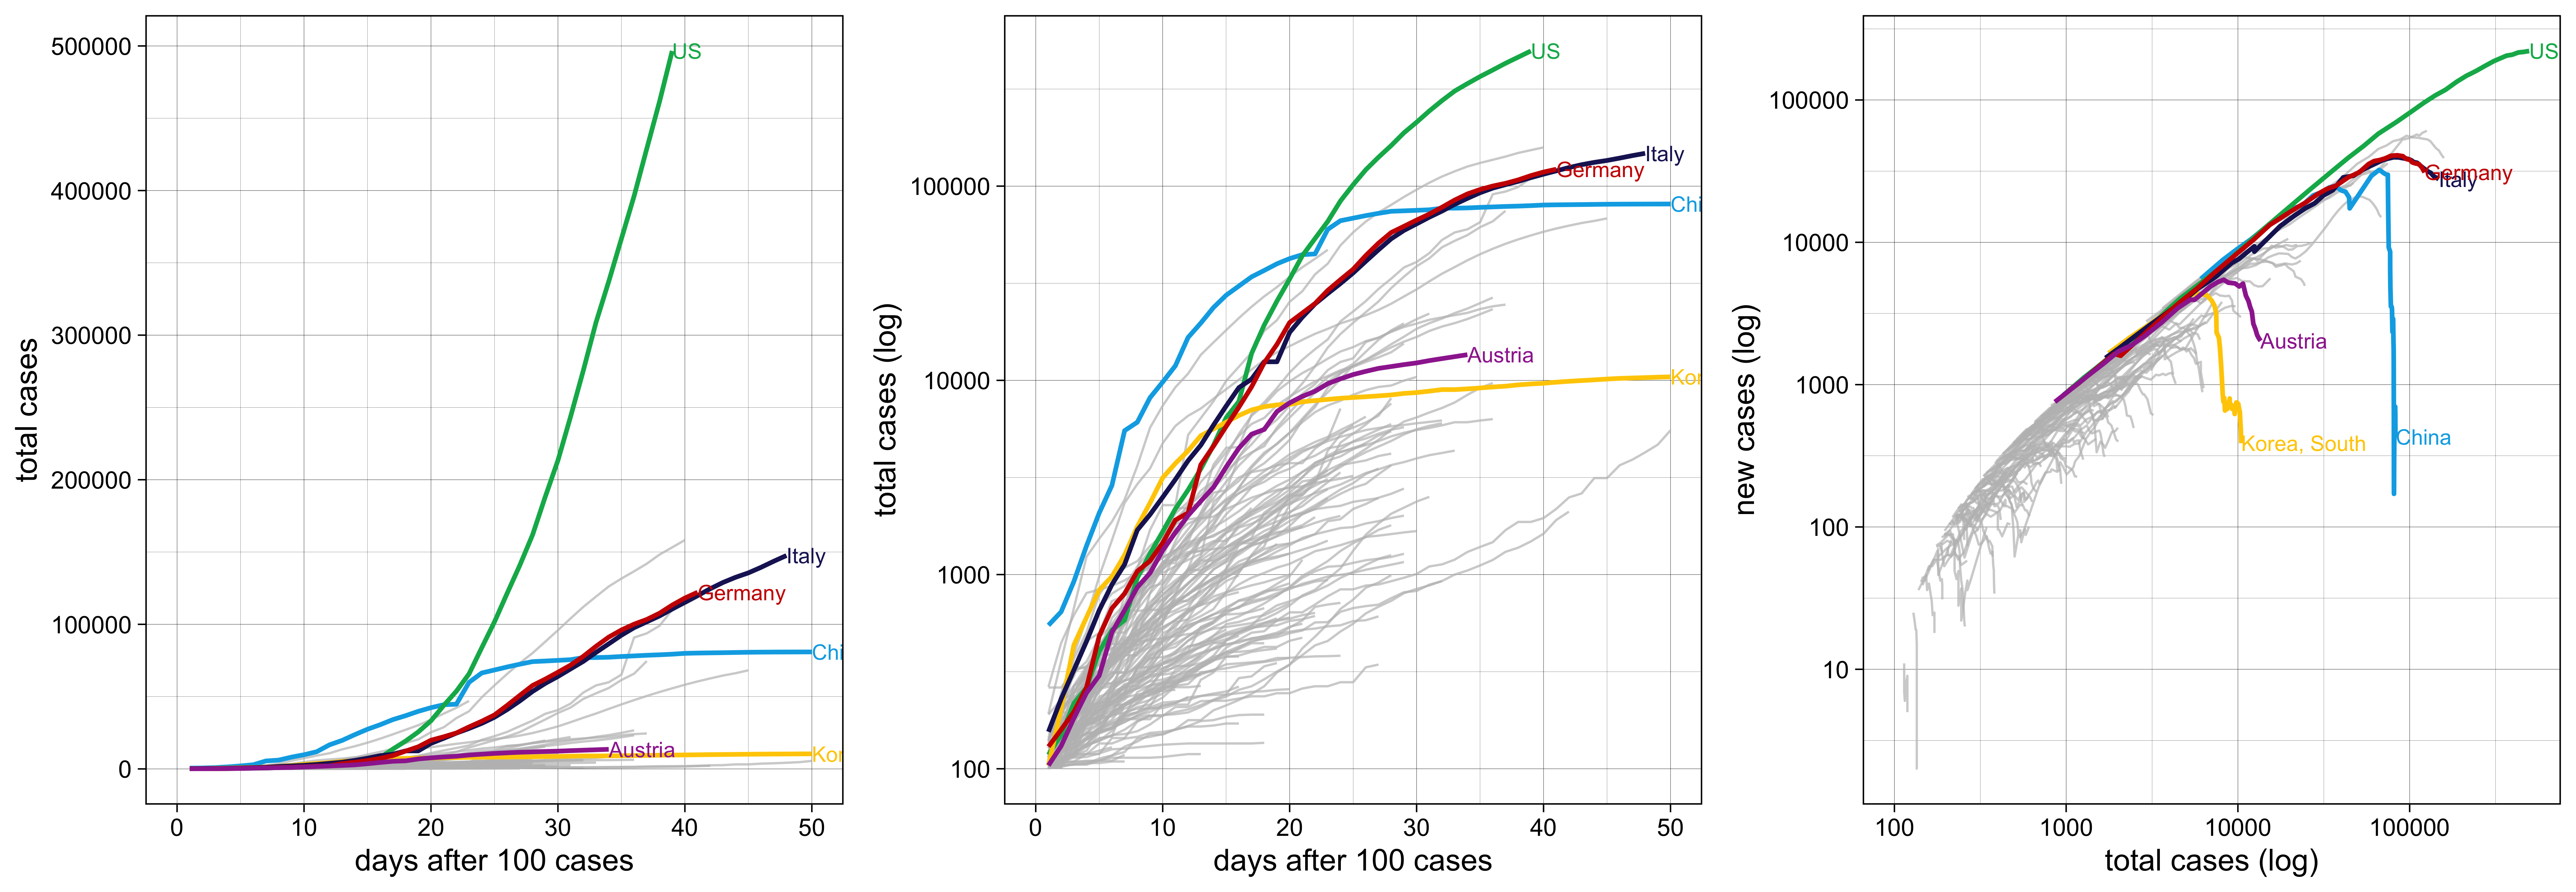 total cases
500000
400000
300000
200000
100000
0
US
Italy
Germany
Chi
Austria
Kor
0 10 20 30 40 50
days after 100 cases
total cases (log)
100000
10000
1000
100
US
Italy
Germany
Chi
Austria
Kor
0 10 20 30 40 50
days after 100 cases
new cases (log)
100000
10000
1000
100
10
US
Germany
Italy
Austria
China
Korea, South
100 1000 10000 100000
total cases (log)